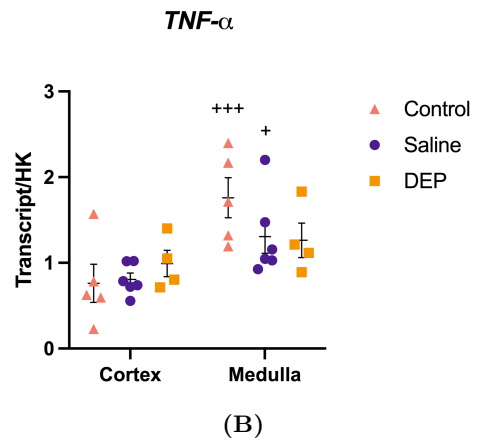 TNF-α
Transcript/HK
3
2
1
0
+++
+
Cortex
Medulla
Control
Saline
DEP
(B)